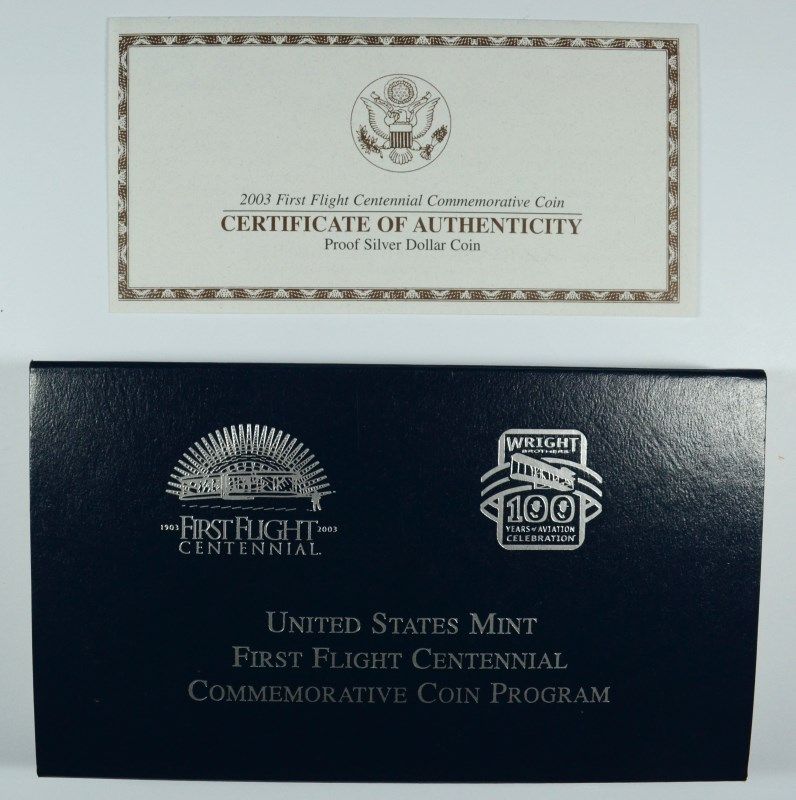 2003 First Flight Centennial Commemorative Coin
CERTIFICATE OF AUTHENTICITY
Proof Silver Dollar Coin
1903 FIRST FLIGHT 2003
CENTENNIAL
WRIGHT
BROTHERS
100
YEARS of AVIATION
CELEBRATION
UNITED STATES MINT
FIRST FLIGHT CENTENNIAL
COMMEMORATIVE COIN PROGRAM